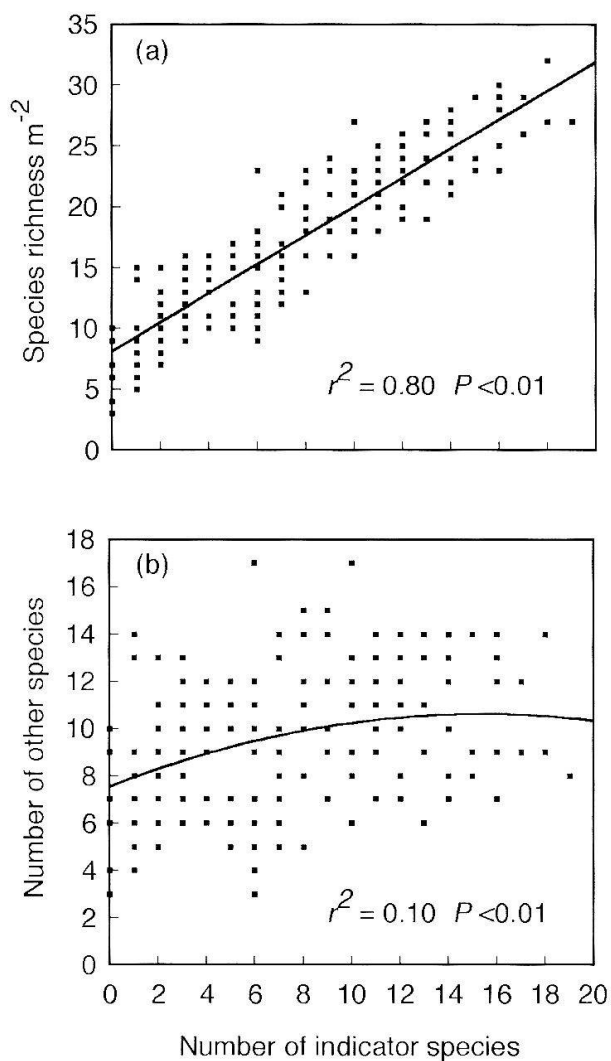 (a)
35
30
25
20
15
10
5
0
Species richness m⁻²
r² = 0.80 P <0.01
(b)
18
16
14
12
10
8
6
4
2
0
Number of other species
r² = 0.10 P <0.01
0 2 4 6 8 10 12 14 16 18 20
Number of indicator species